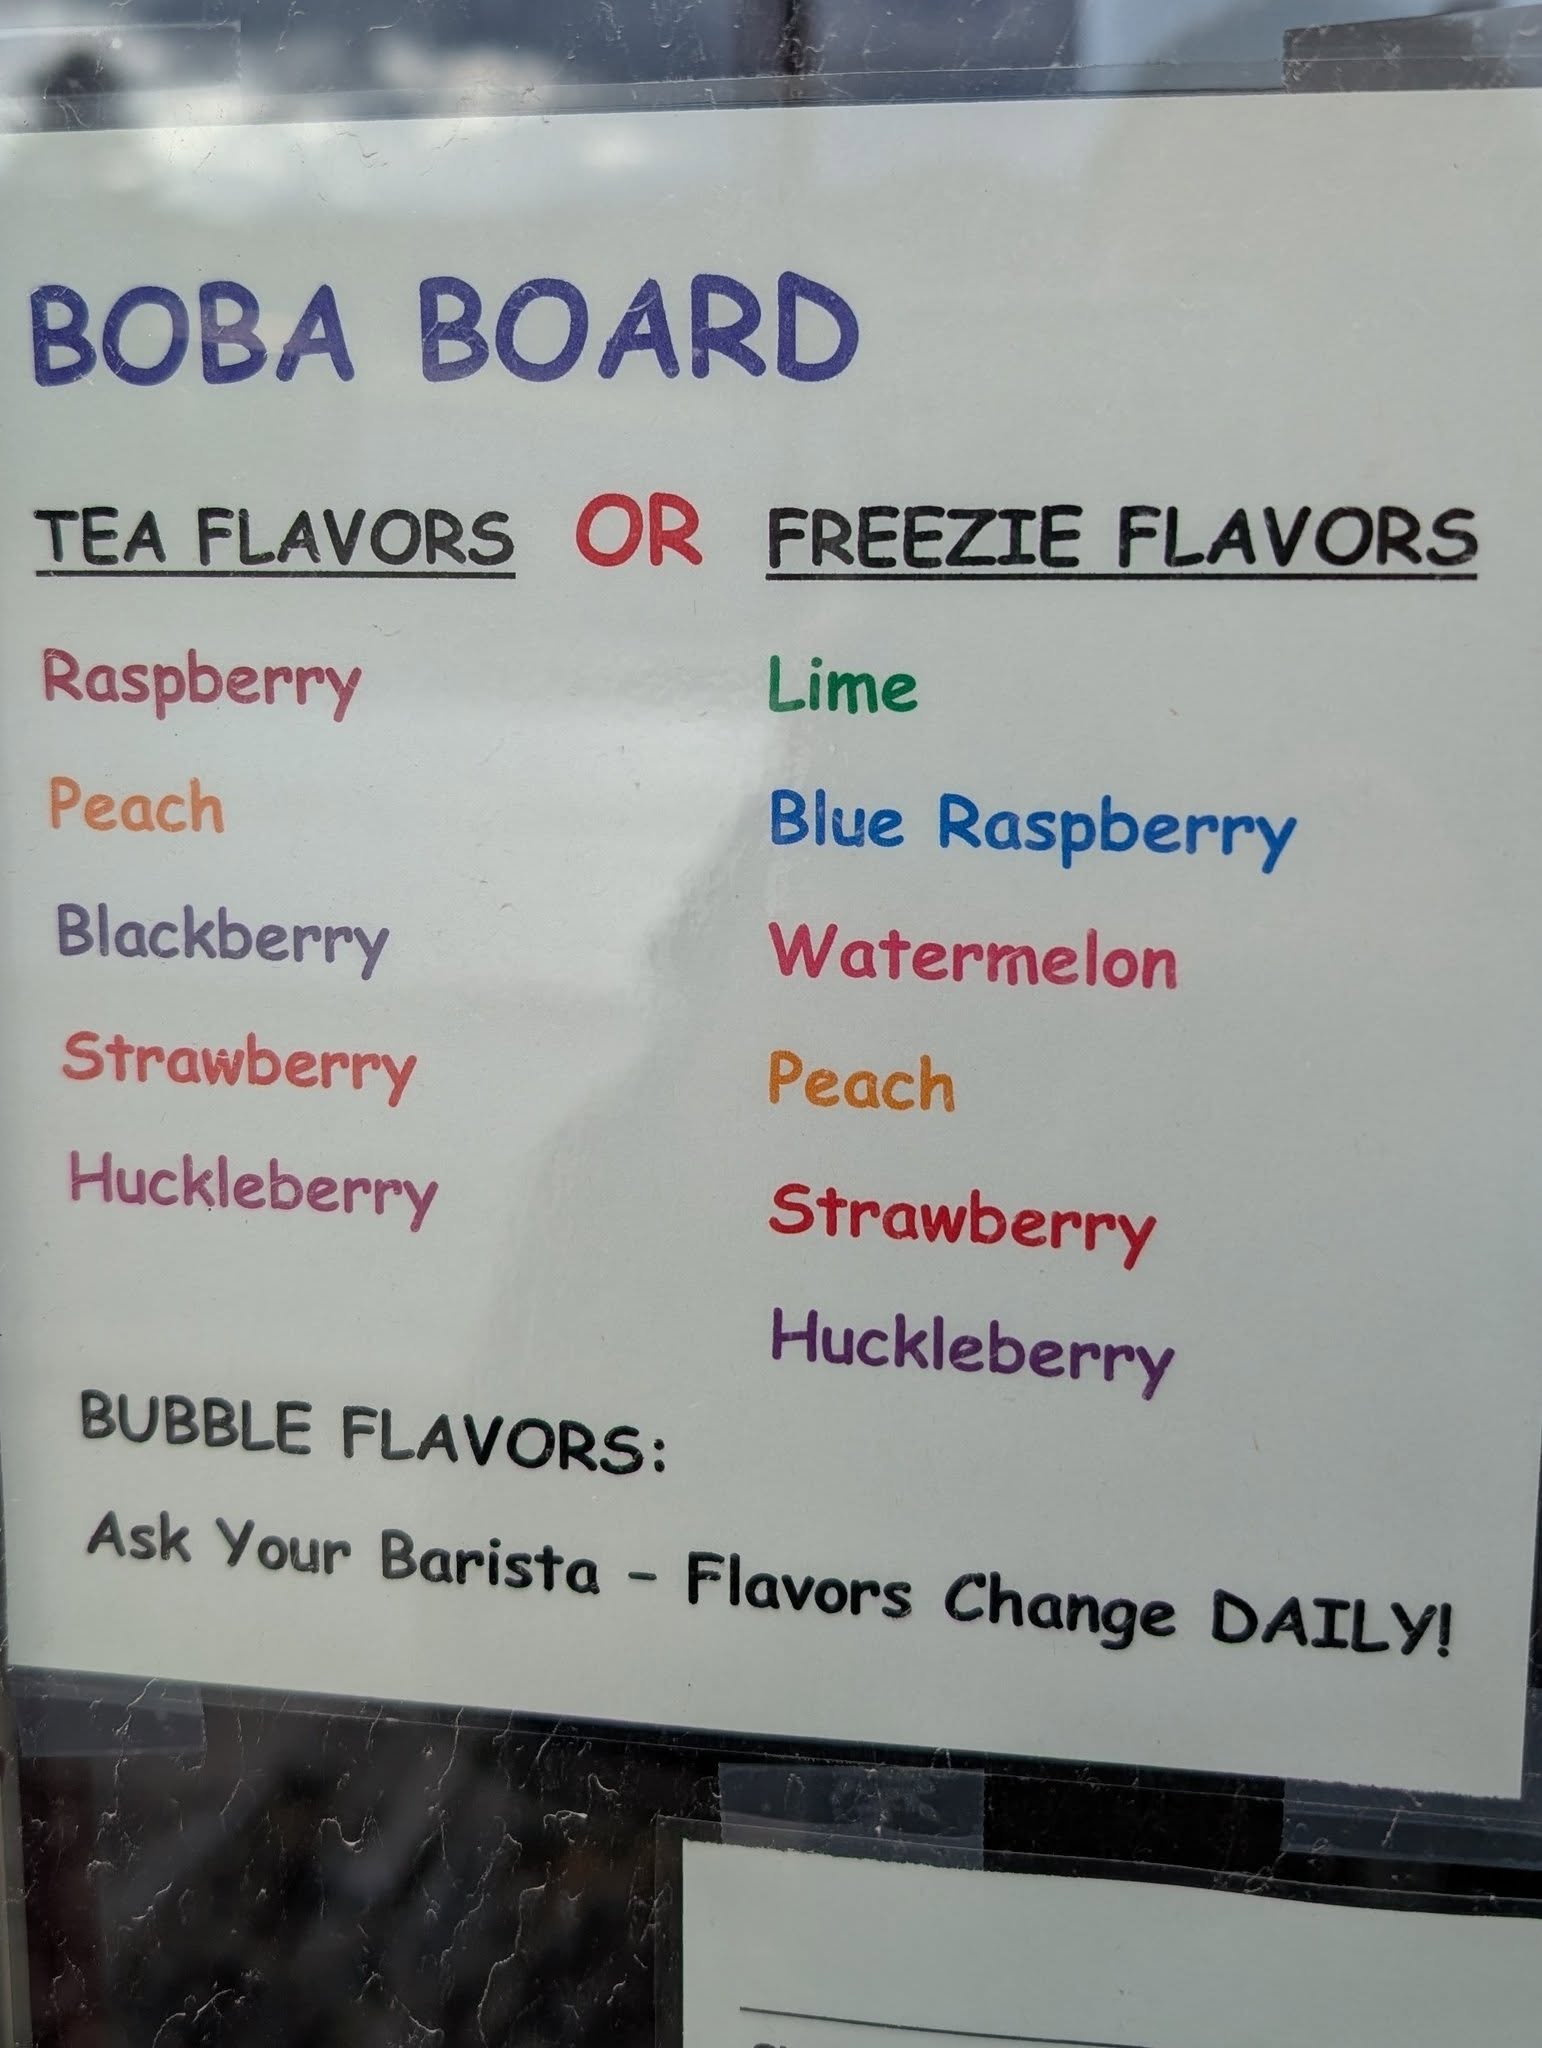 BOBA BOARD
TEA FLAVORS OR FREEZIE FLAVORS
Raspberry
Peach
Blackberry
Strawberry
Huckleberry
Lime
Blue Raspberry
Watermelon
Peach
Strawberry
Huckleberry
BUBBLE FLAVORS:
Ask Your Barista - Flavors Change DAILY!